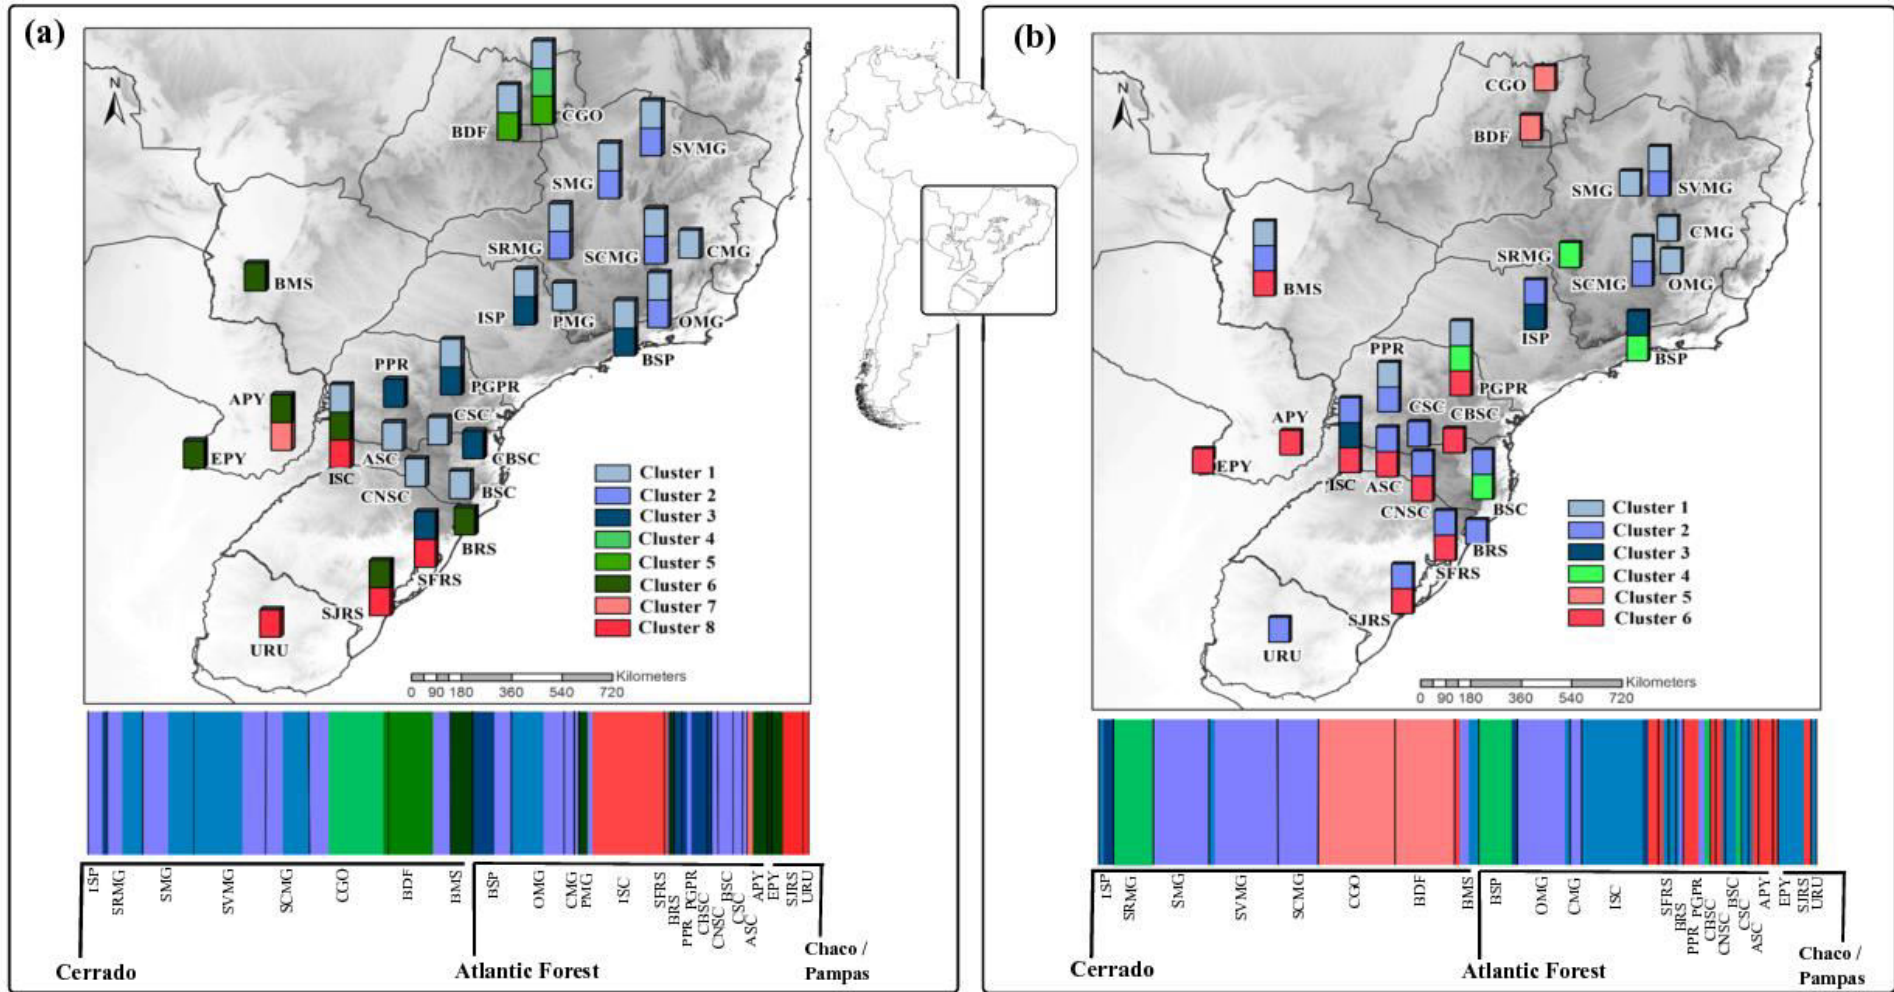 (a)
N
CGO
BDF
SVMG
SMG
SRMG
SCMG
CMG
BMS
ISP
PMG
OMG
BSP
PPR
PGPR
APY
CSC
EPY
ISC
ASC
CBSC
CNSC
BSC
BRS
SFRS
SJRS
URU
Cluster 1
Cluster 2
Cluster 3
Cluster 4
Cluster 5
Cluster 6
Cluster 7
Cluster 8
Kilometers
0 90 180 360 540 720
ISP
SRMG
SMG
SVMG
SCMG
CGO
BDF
BMS
BSP
OMG
CMG
PMG
ISC
SFRS
BRS
PPR
PGPR
CBSC
CNSC
BSC
CSC
ASC
APY
EPY
SJRS
URU
Cerrado
Atlantic Forest
Chaco /
Pampas
(b)
N
CGO
BDF
SMG
SVMG
CMG
SRMG
SCMG
OMG
BMS
ISP
BSP
PPR
PGPR
CSC
CBSC
APY
EPY
ISC
ASC
CNSC
BSC
BRS
SFRS
SJRS
URU
Cluster 1
Cluster 2
Cluster 3
Cluster 4
Cluster 5
Cluster 6
Kilometers
0 90 180 360 540 720
ISP
SRMG
SMG
SVMG
SCMG
CGO
BDF
BMS
BSP
OMG
CMG
ISC
SFRS
BRS
PPR
PGPR
CBSC
CNSC
BSC
CSC
ASC
APY
EPY
SJRS
URU
Cerrado
Atlantic Forest
Chaco /
Pampas